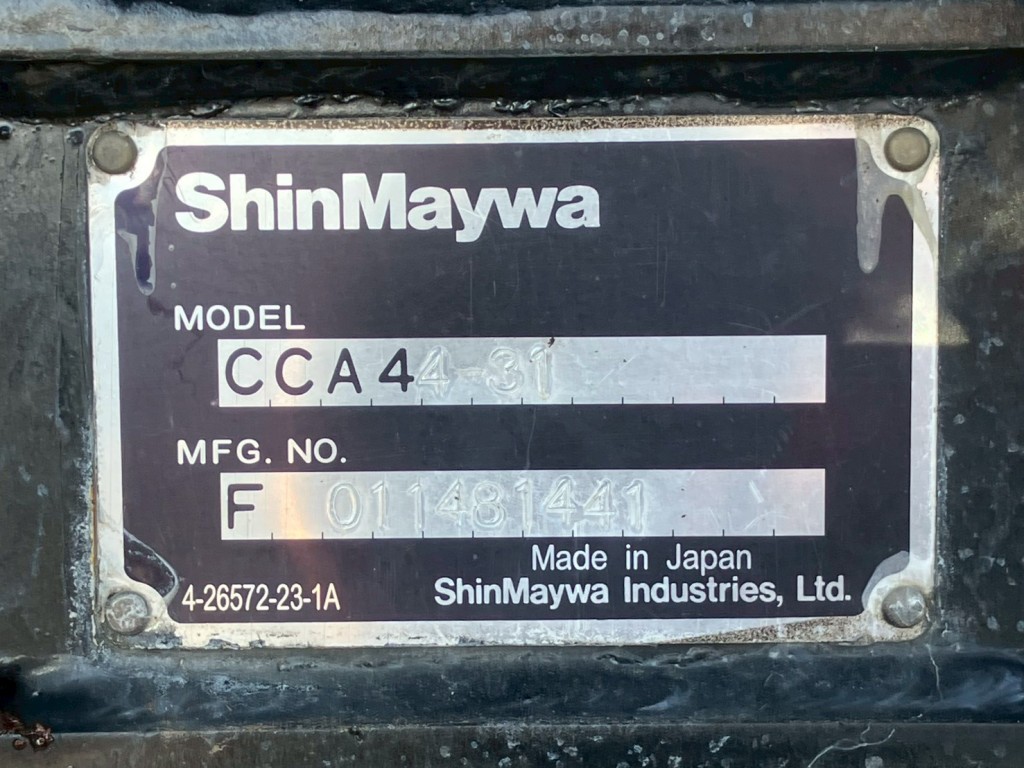 ShinMaywa
MODEL
CCA44-31
MFG. NO.
F 011481441
Made in Japan
4-26572-23-1A ShinMaywa Industries, Ltd.